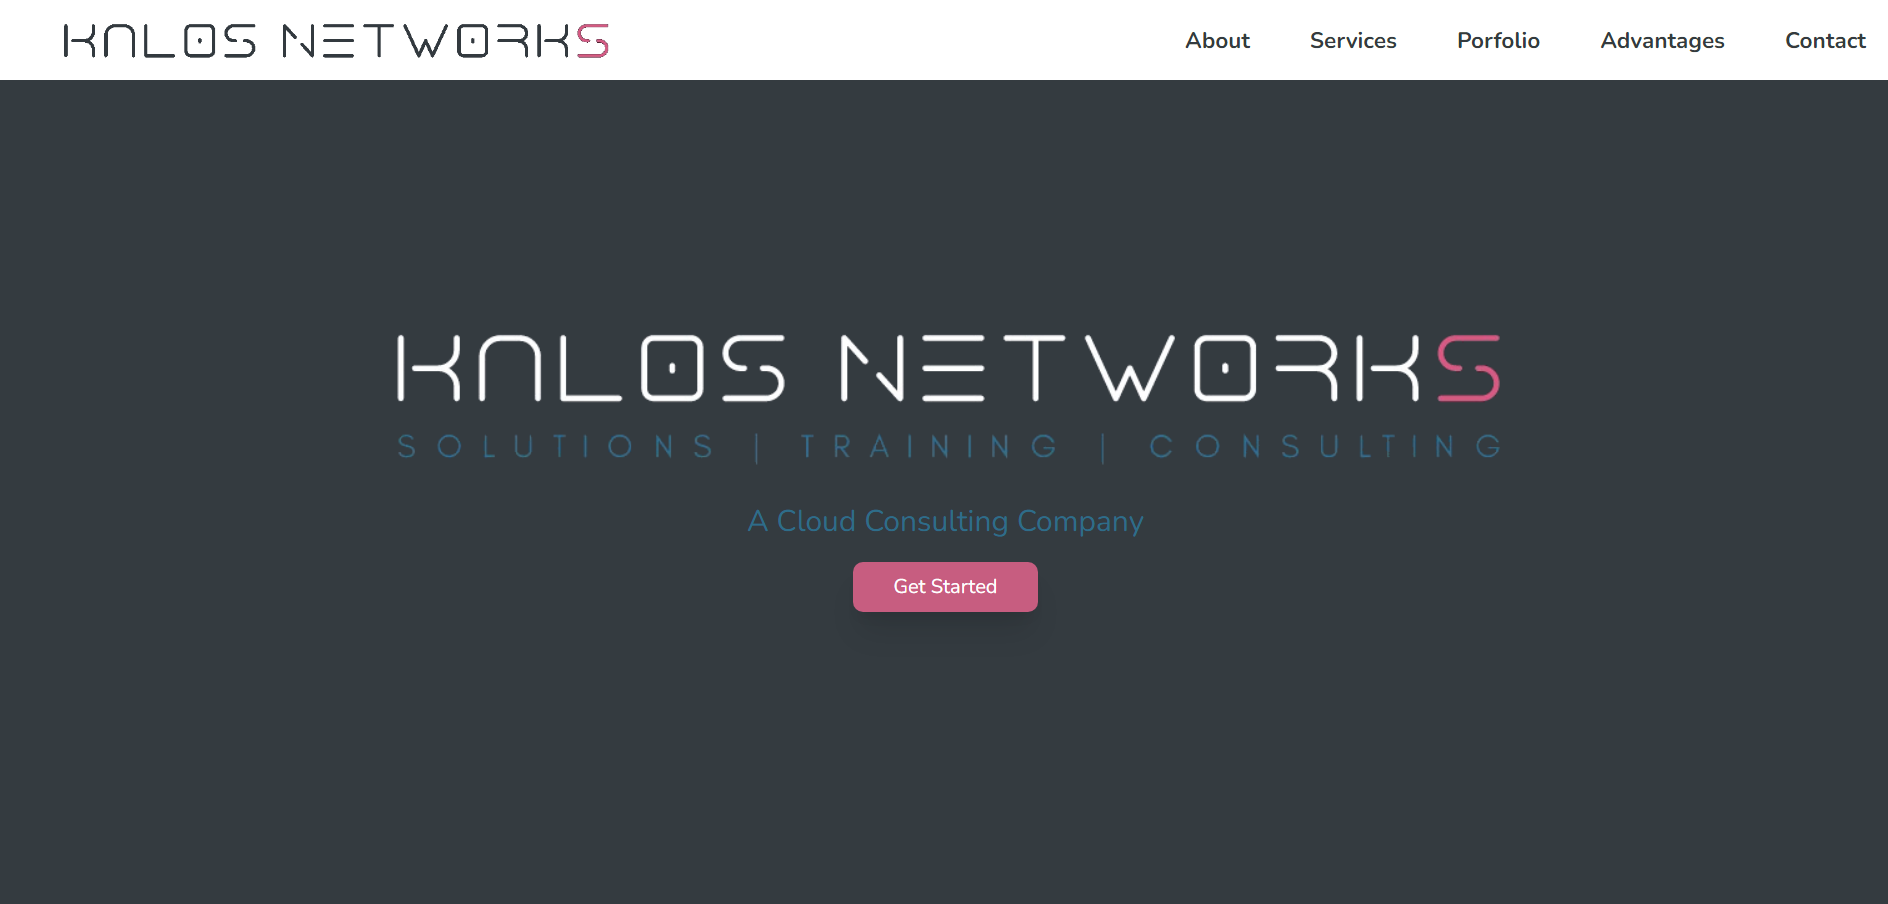 KALOS NETWORKS
About
Services
Porfolio
Advantages
Contact
KALOS NETWORKS
SOLUTIONS | TRAINING | CONSULTING
A Cloud Consulting Company
Get Started